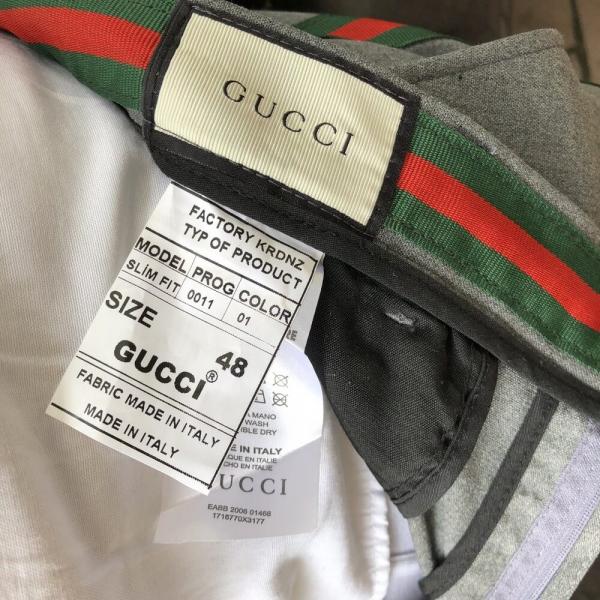 GUCCI
FACTORY KRDNZ
TYP OF PRODUCT
MODEL PROG COLOR
SLİM FIT 0011 01
SIZE 48
GUCCI®
FABRIC MADE IN ITALY
MADE IN ITALY
A MANO
WASH
IBLE DRY
IN ITALY
QUE EN ITALIE
CHO EN ITALIE
UCCI
EABB 2006 01468
1716770X3177